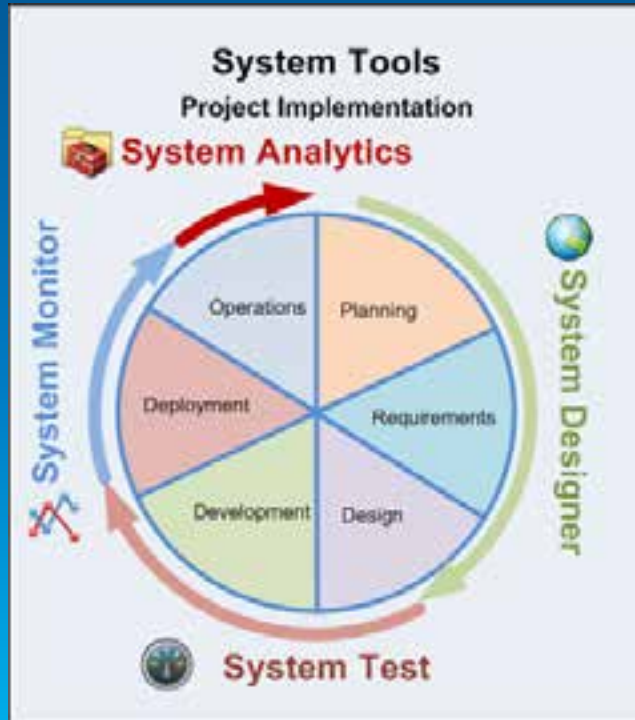 System Tools
Project Implementation
System Analytics
System Monitor
System Designer
Operations
Planning
Deployment
Requirements
Development
Design
System Test